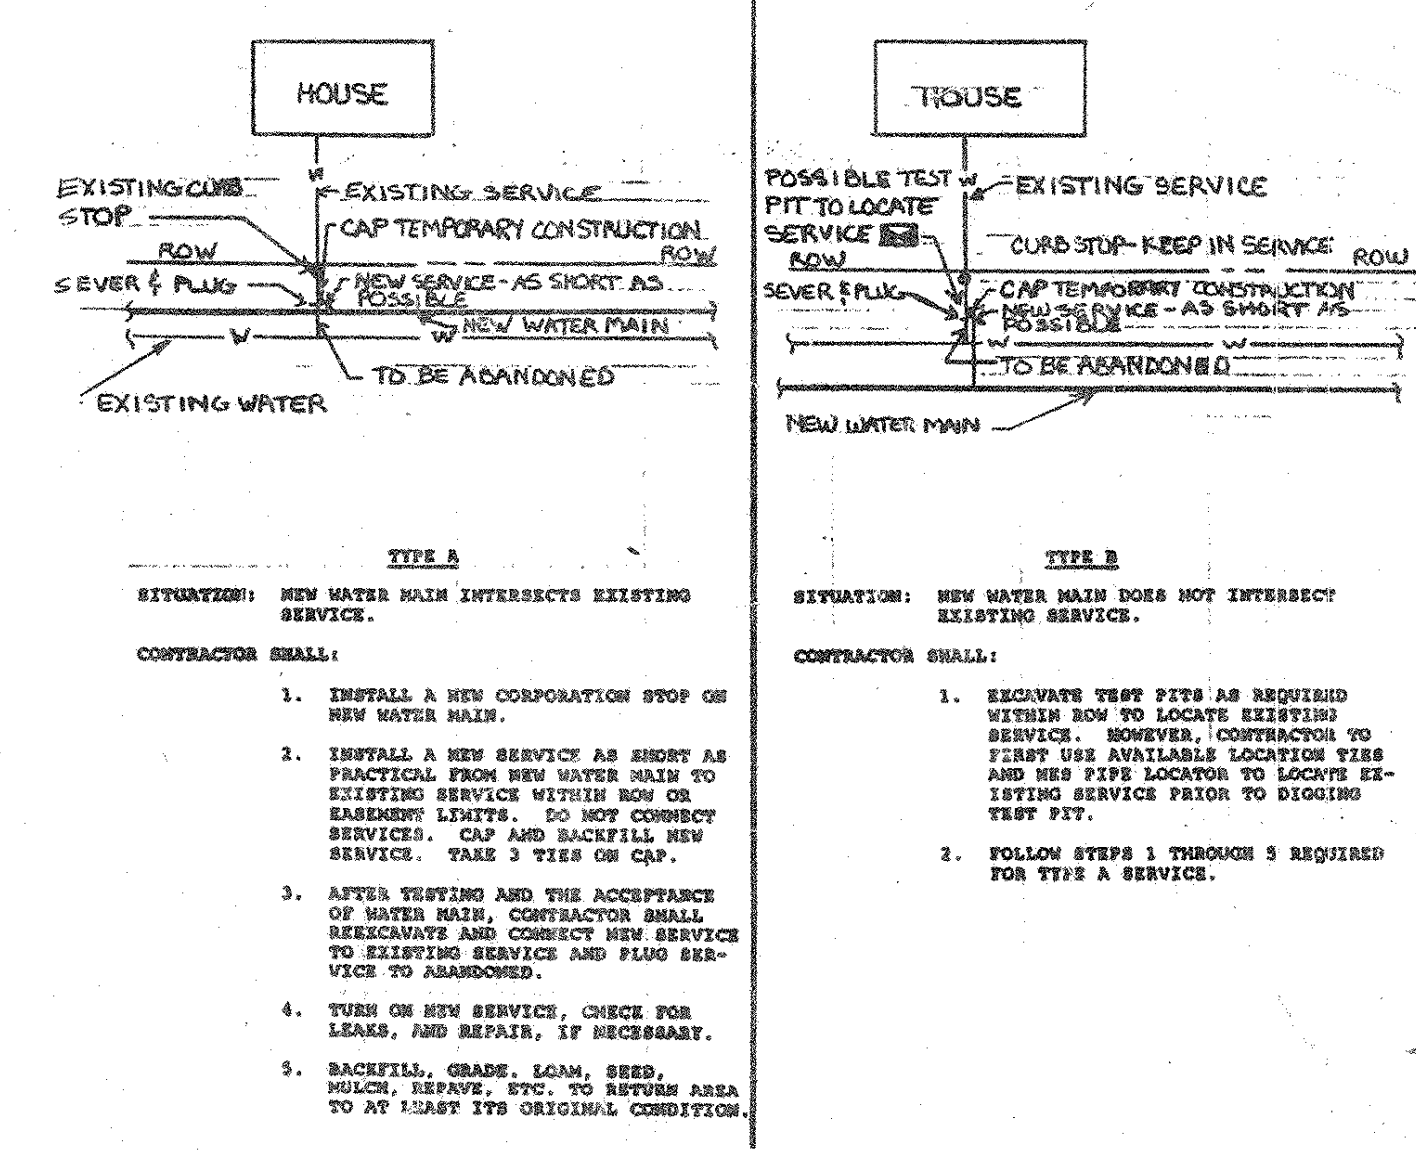 HOUSE
W
EXISTING CURB
STOP
EXISTING SERVICE
CAP TEMPORARY CONSTRUCTION
ROW
ROW
SEVER & PLUG
NEW SERVICE - AS SHORT AS
POSSIBLE
NEW WATER MAIN
W
W
TO BE ABANDONED
EXISTING WATER
TYPE A
SITUATION: NEW WATER MAIN INTERSECTS EXISTING
SERVICE.
CONTRACTOR SHALL:
1. INSTALL A NEW CORPORATION STOP ON
NEW WATER MAIN.
2. INSTALL A NEW SERVICE AS SHORT AS
PRACTICAL FROM NEW WATER MAIN TO
EXISTING SERVICE WITHIN ROW OR
EASEMENT LIMITS. DO NOT CONNECT
SERVICES. CAP AND BACKFILL NEW
SERVICE. TAKE 3 TIES ON CAP.
3. AFTER TESTING AND THE ACCEPTANCE
OF WATER MAIN, CONTRACTOR SHALL
REEXCAVATE AND CONNECT NEW SERVICE
TO EXISTING SERVICE AND PLUG SER-
VICE TO ABANDONED.
4. TURN ON NEW SERVICE, CHECK FOR
LEAKS, AND REPAIR, IF NECESSARY.
5. BACKFILL, GRADE. LOAM, SEED,
MULCH, REPAVE, ETC. TO RETURN AREA
TO AT LEAST ITS ORIGINAL CONDITION.
HOUSE
POSSIBLE TEST
PIT TO LOCATE
SERVICE
W
EXISTING SERVICE
CURB STOP - KEEP IN SERVICE
ROW
ROW
SEVER & PLUG
CAP TEMPORARY CONSTRUCTION
NEW SERVICE - AS SHORT AS
POSSIBLE
W
W
TO BE ABANDONED
NEW WATER MAIN
TYPE B
SITUATION: NEW WATER MAIN DOES NOT INTERSECT
EXISTING SERVICE.
CONTRACTOR SHALL:
1. EXCAVATE TEST PITS AS REQUIRED
WITHIN ROW TO LOCATE EXISTING
SERVICE. HOWEVER, CONTRACTOR TO
FIRST USE AVAILABLE LOCATION TIES
AND PIPE LOCATOR TO LOCATE EX-
ISTING SERVICE PRIOR TO DIGGING
TEST PIT.
2. FOLLOW STEPS 1 THROUGH 5 REQUIRED
FOR TYPE A SERVICE.